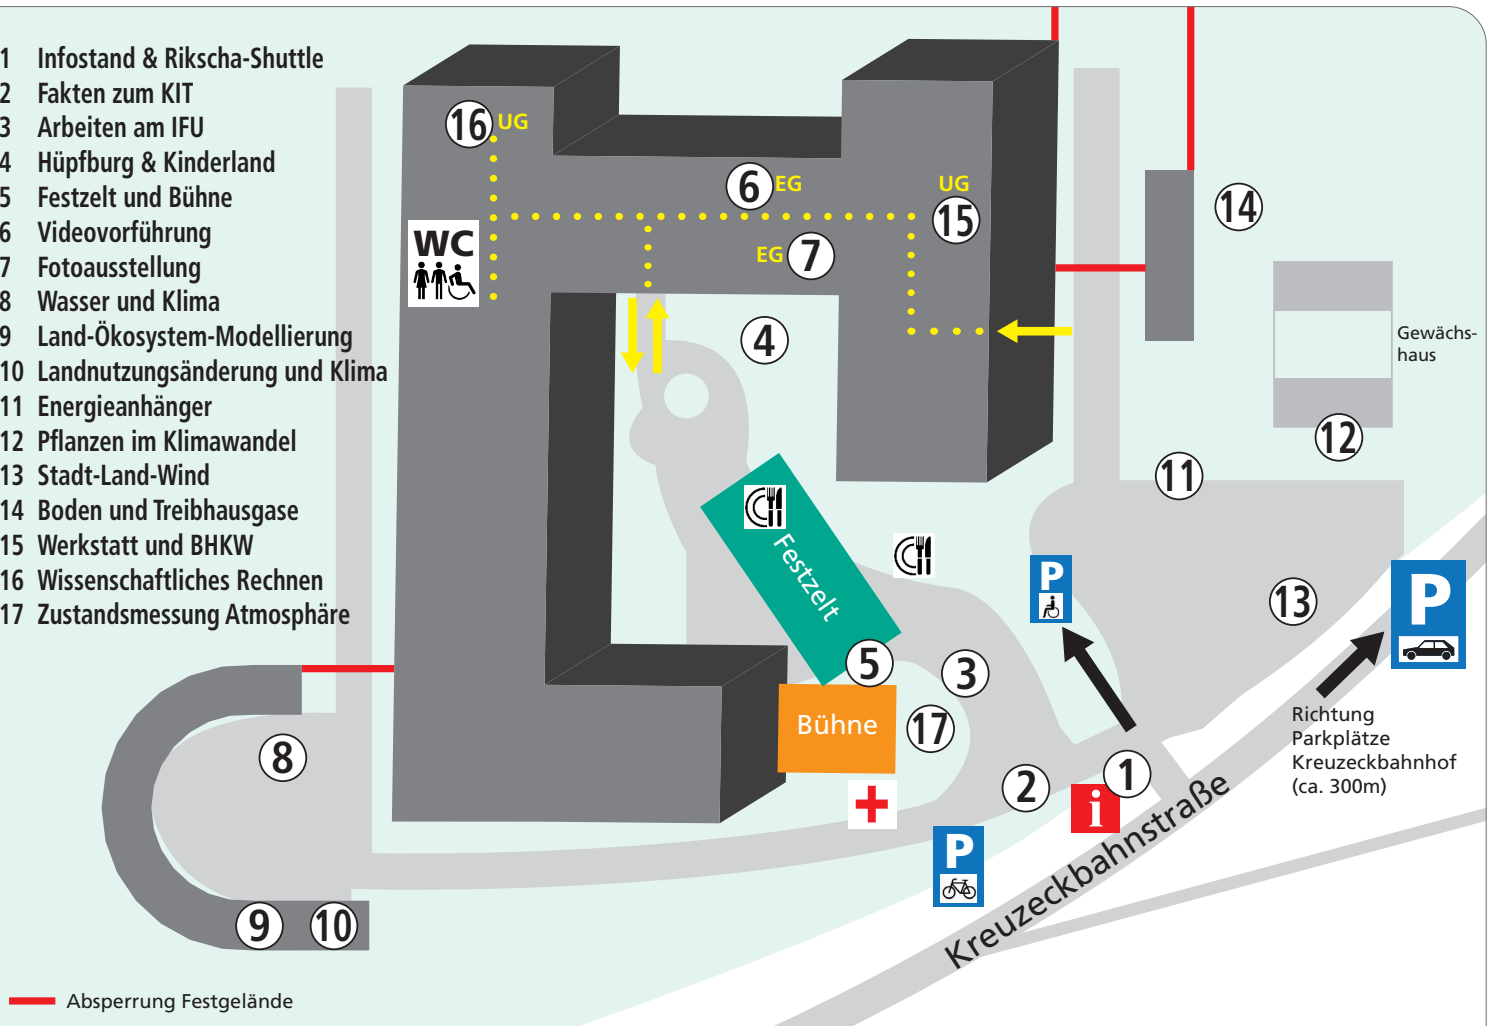 1 Infostand & Rikscha-Shuttle
2 Fakten zum KIT
3 Arbeiten am IFU
4 Hüpfburg & Kinderland
5 Festzelt und Bühne
6 Videovorführung
7 Fotoausstellung
8 Wasser und Klima
9 Land-Ökosystem-Modellierung
10 Landnutzungsänderung und Klima
11 Energieanhänger
12 Pflanzen im Klimawandel
13 Stadt-Land-Wind
14 Boden und Treibhausgase
15 Werkstatt und BHKW
16 Wissenschaftliches Rechnen
17 Zustandsmessung Atmosphäre
16 UG
6 EG
UG
15
14
WC
EG 7
4
Gewächs-
haus
12
11
Festzelt
P
13
P
5
3
Bühne
17
Richtung
Parkplätze
Kreuzeckbahnhof
(ca. 300m)
8
1
2
i
P
Kreuzeckbahnstraße
9
10
Absperrung Festgelände